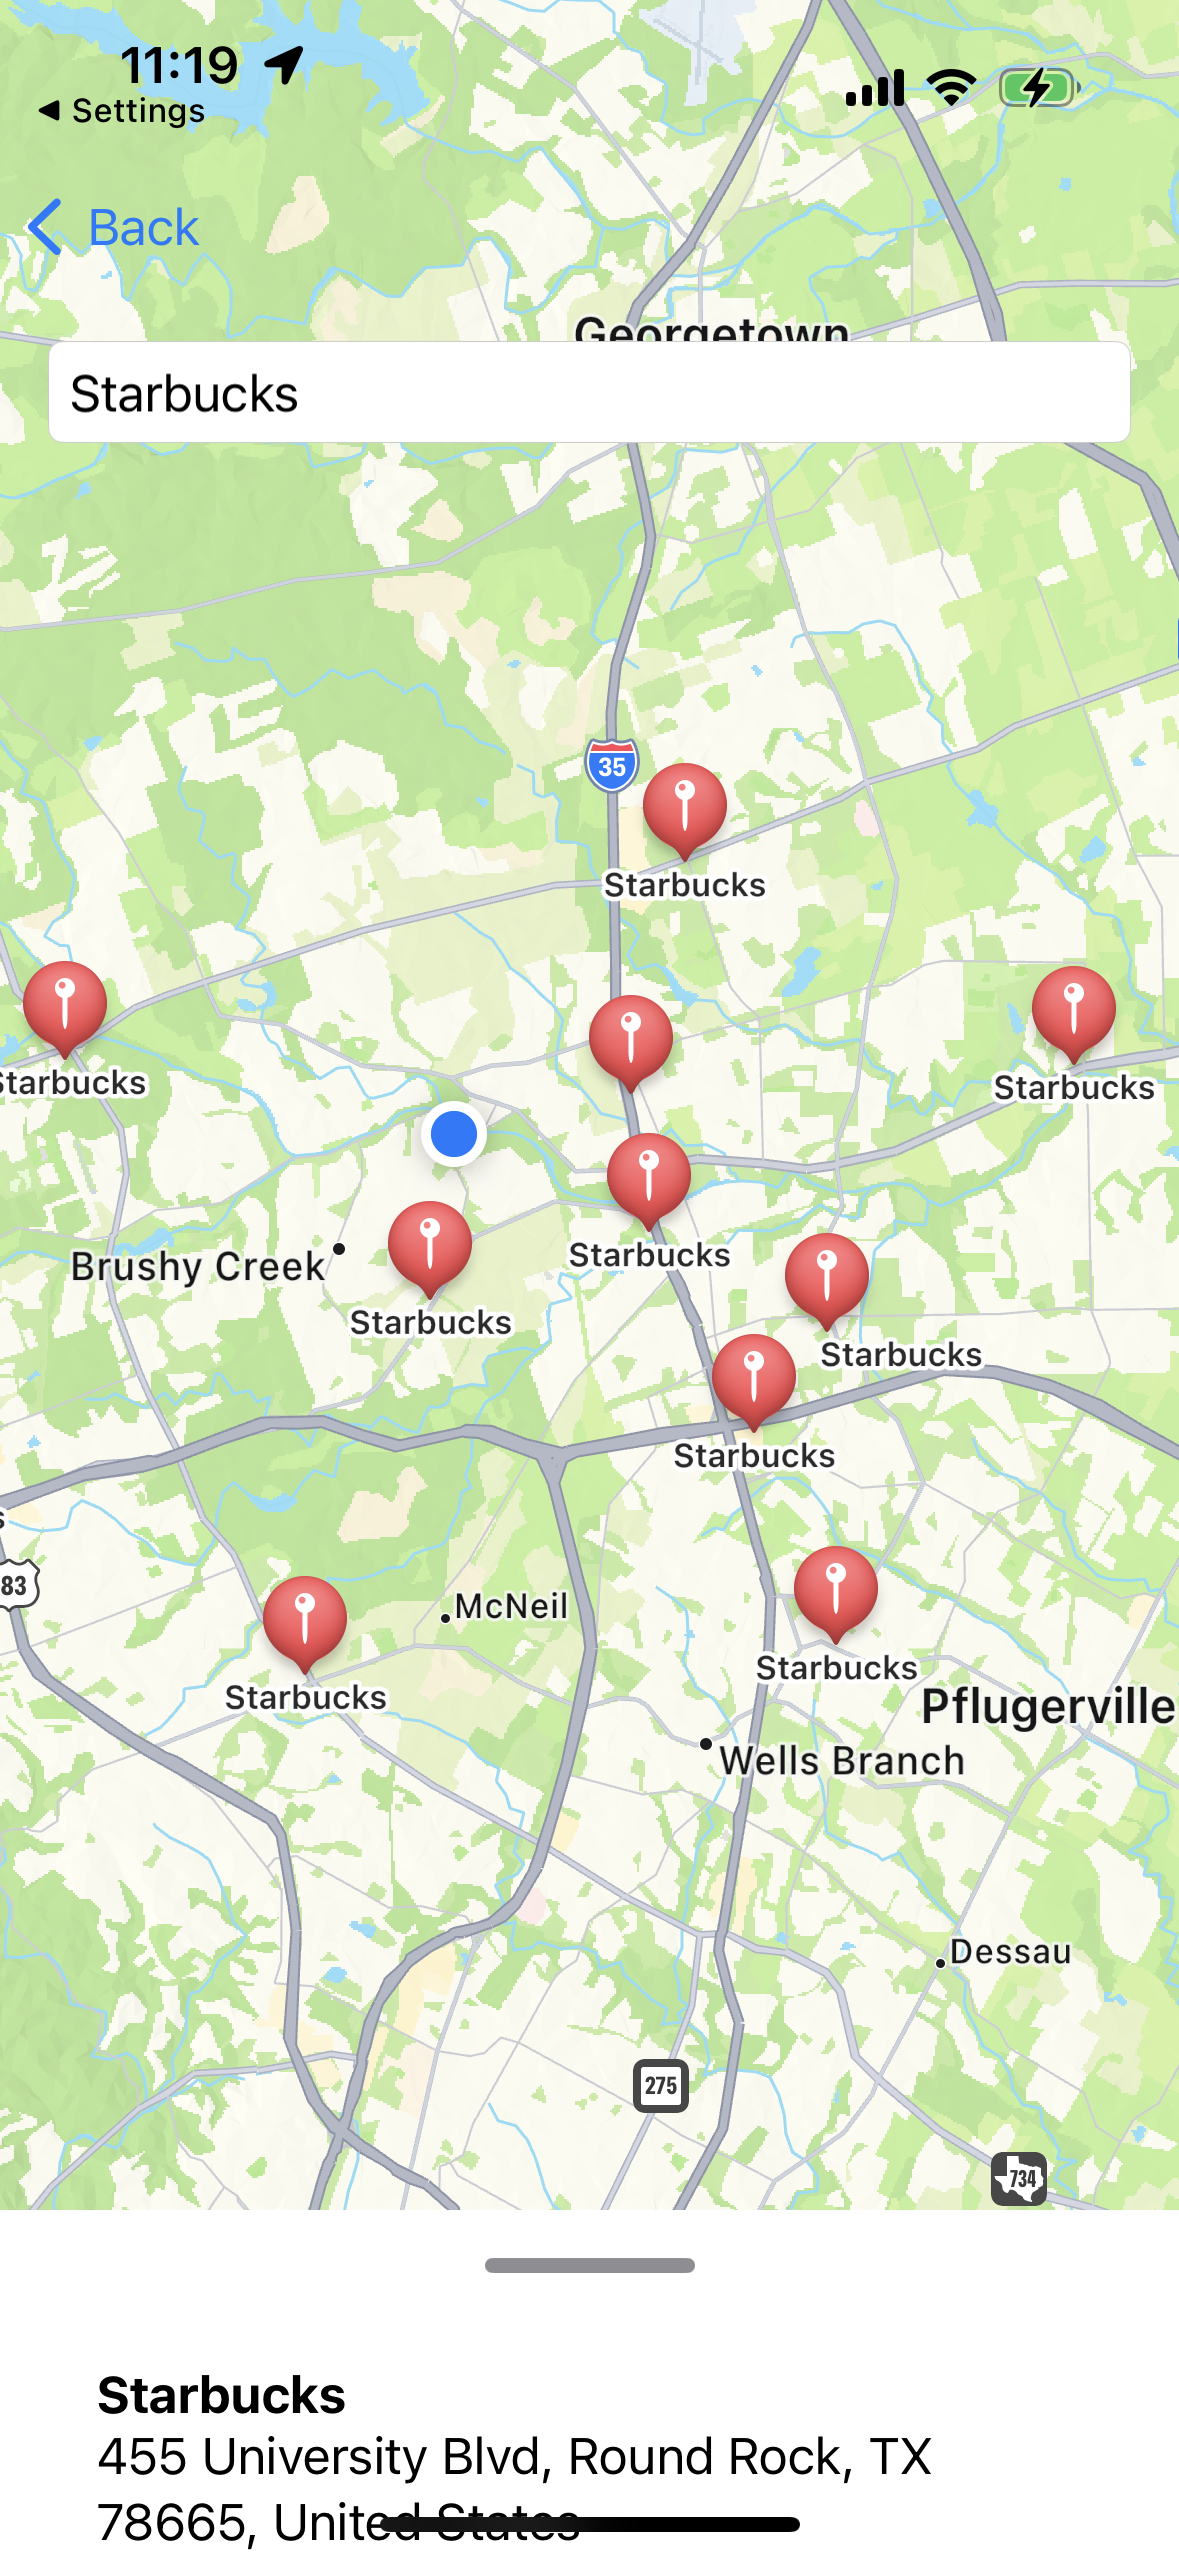 11:19
Settings
Back
Georgetown
Starbucks
35
Starbucks
Starbucks
Starbucks
Starbucks
Brushy Creek
Starbucks
Starbucks
Starbucks
83
McNeil
Starbucks
Starbucks
Pflugerville
Wells Branch
Dessau
275
734
Starbucks
455 University Blvd, Round Rock, TX
78665, United States